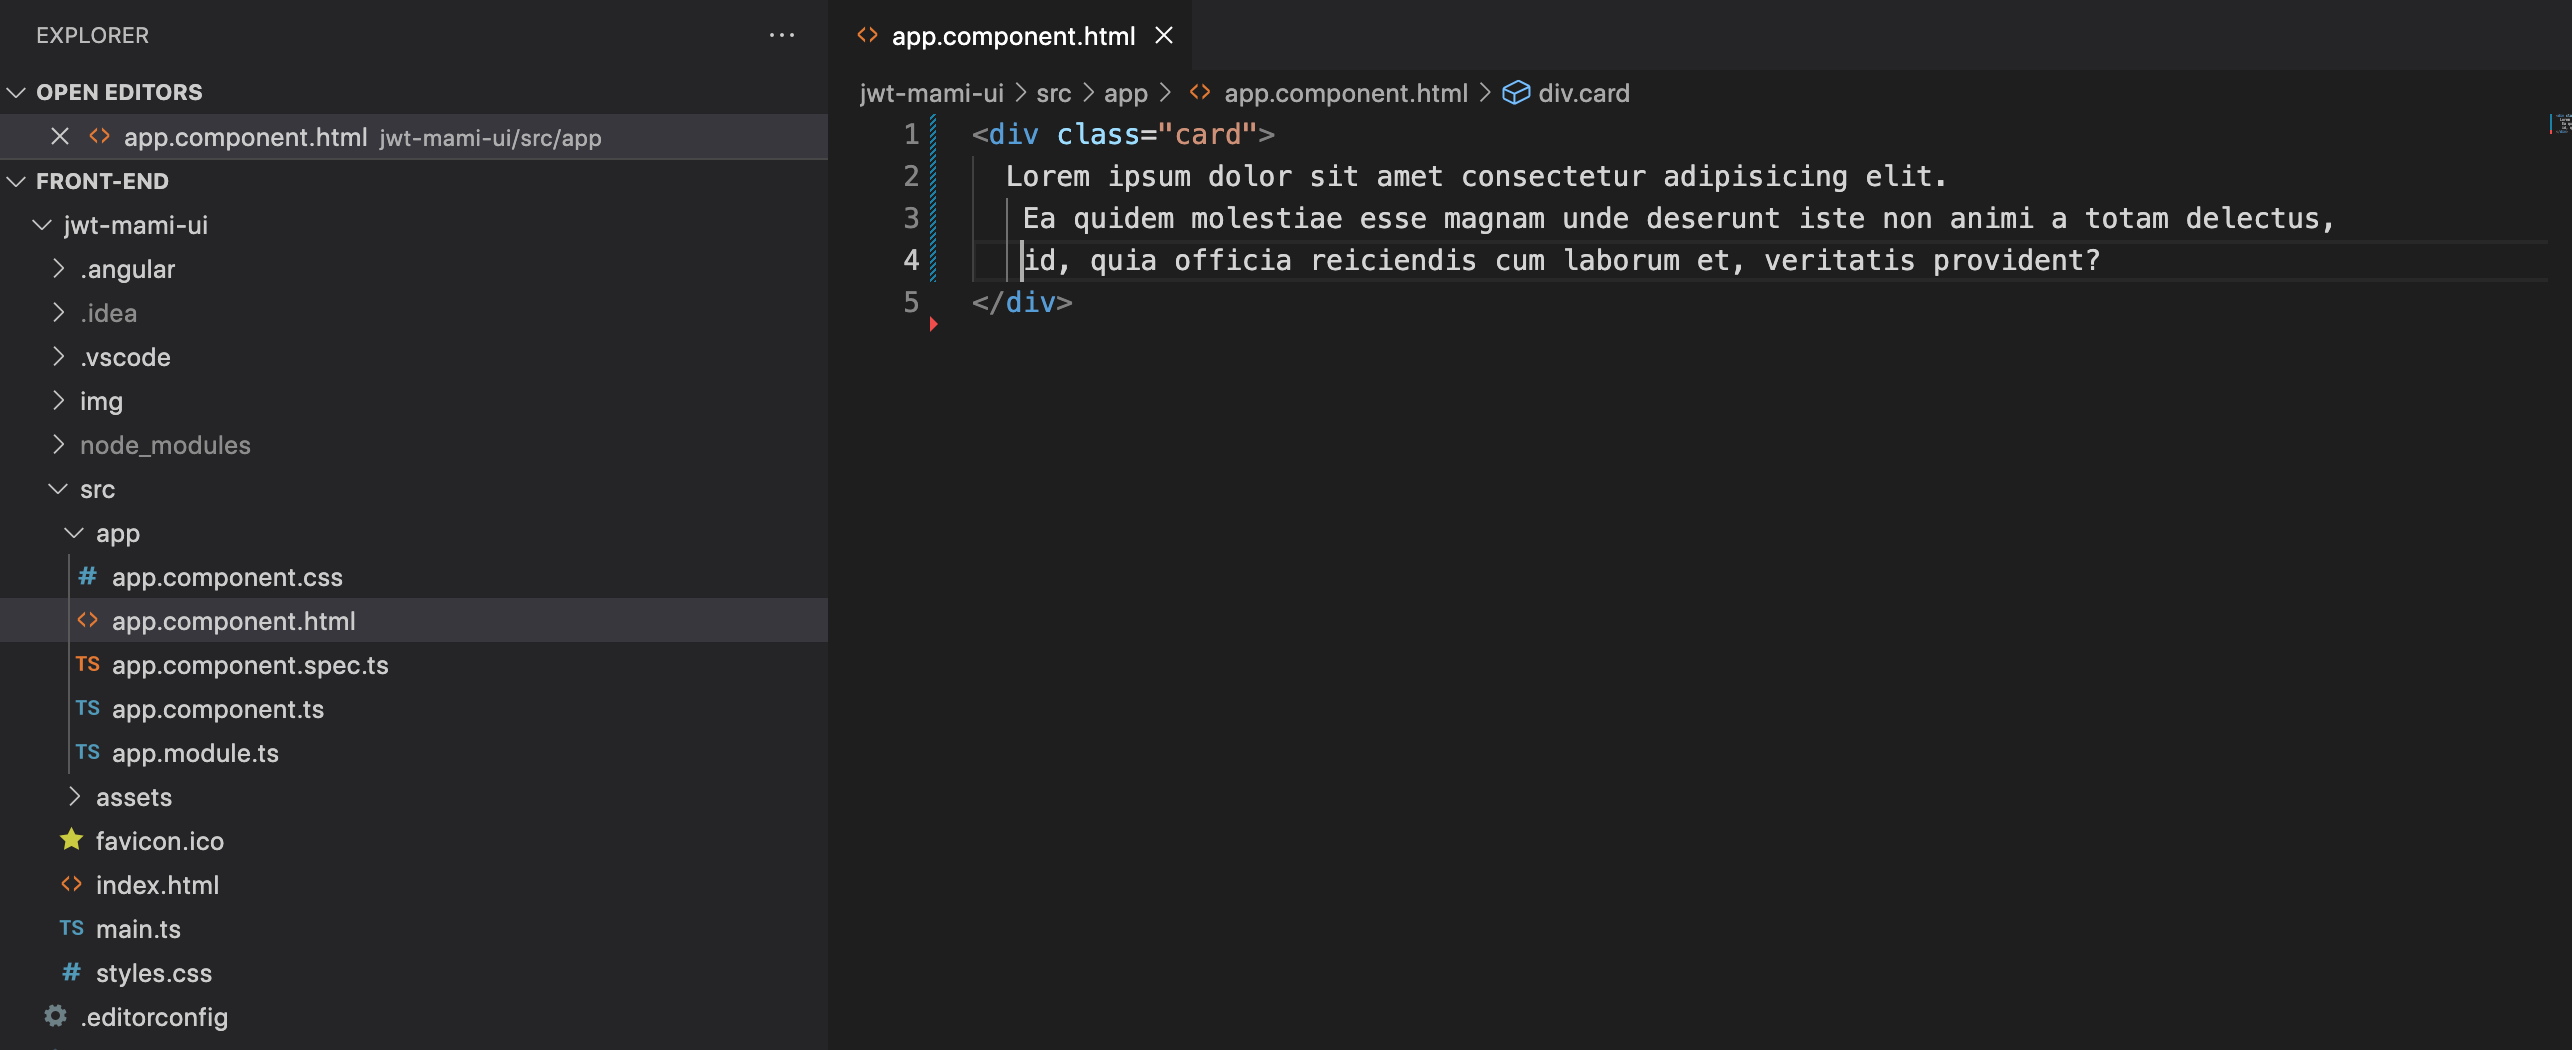 EXPLORER
OPEN EDITORS
app.component.html jwt-mami-ui/src/app
FRONT-END
jwt-mami-ui
.angular
.idea
.vscode
img
node_modules
src
app
# app.component.css
<> app.component.html
TS app.component.spec.ts
TS app.component.ts
TS app.module.ts
assets
favicon.ico
<> index.html
TS main.ts
# styles.css
.editorconfig
<> app.component.html
jwt-mami-ui > src > app > <> app.component.html > div.card
1 <div class="card">
2 Lorem ipsum dolor sit amet consectetur adipisicing elit.
3 Ea quidem molestiae esse magnam unde deserunt iste non animi a totam delectus,
4 id, quia officia reiciendis cum laborum et, veritatis provident?
5 </div>